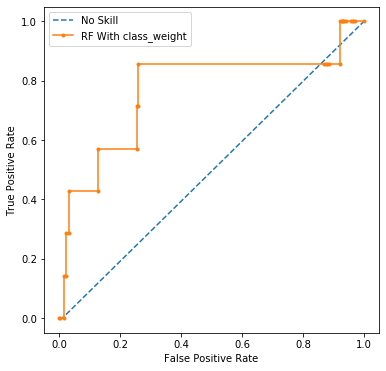 No Skill
RF With class_weight
1.0
0.8
0.6
0.4
0.2
0.0
True Positive Rate
0.0 0.2 0.4 0.6 0.8 1.0
False Positive Rate